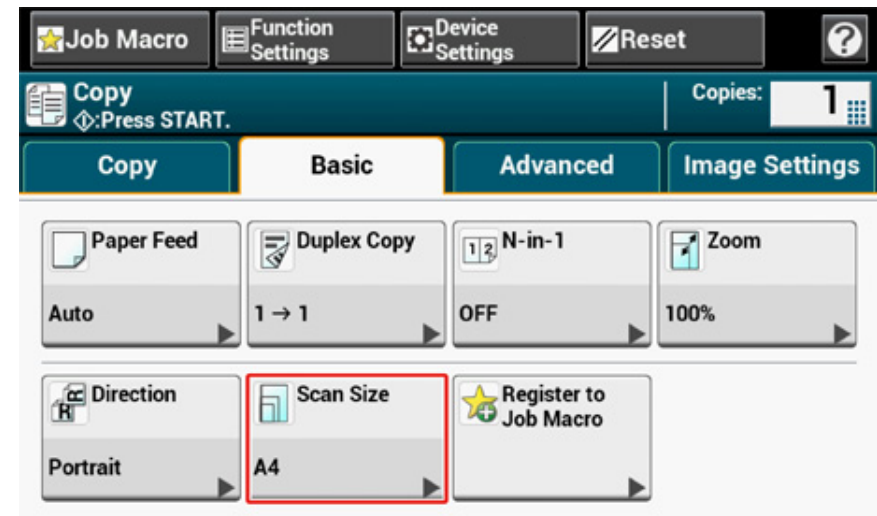 Job Macro
Function
Settings
Device
Settings
Reset
?
Copy
:Press START.
Copies:
1
Copy
Basic
Advanced
Image Settings
Paper Feed
Auto
Duplex Copy
1 → 1
1 2
N-in-1
OFF
Zoom
100%
R
R
Direction
Portrait
Scan Size
A4
Register to
Job Macro